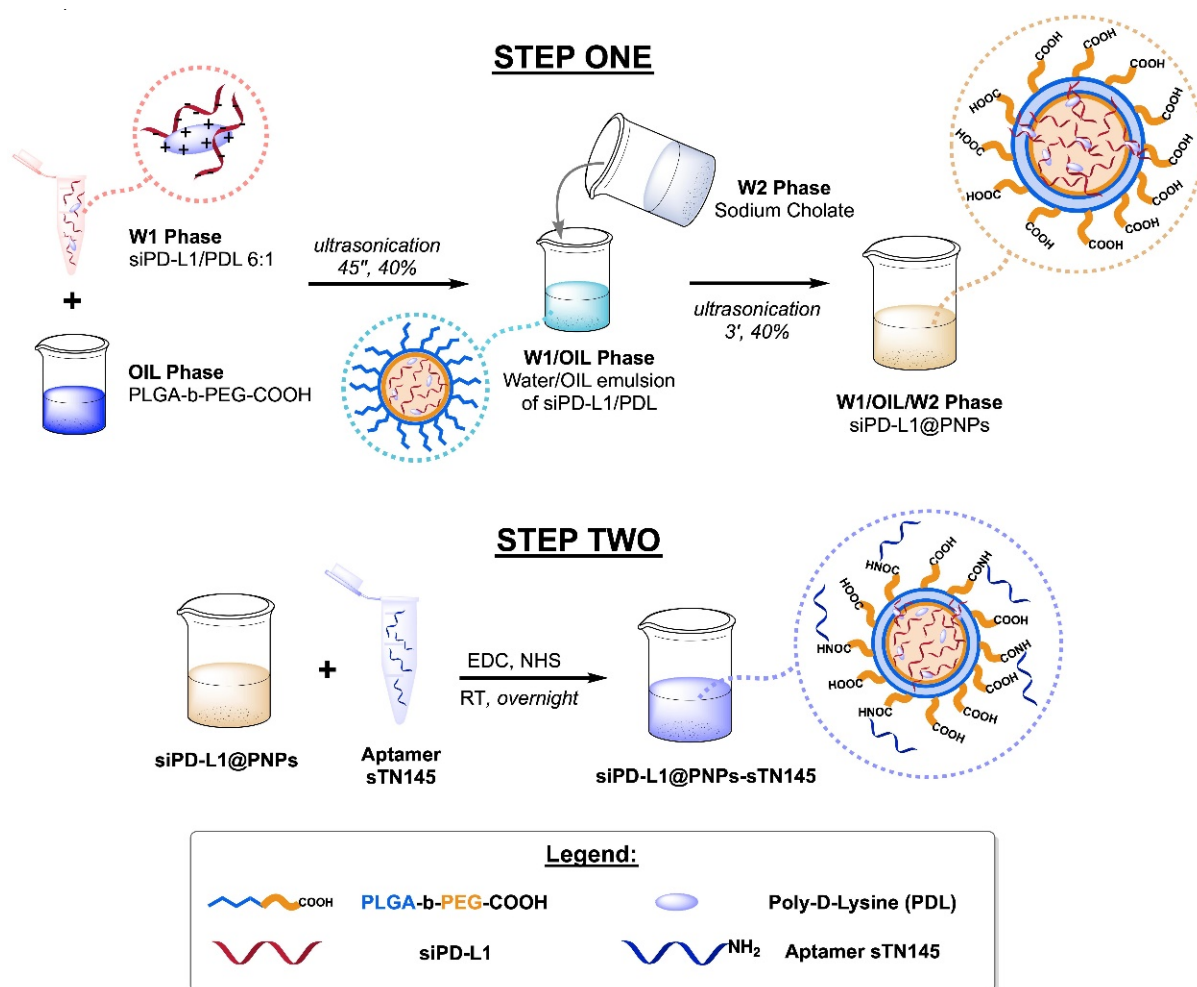 STEP ONE
W1 Phase
siPD-L1/PDL 6:1
+
OIL Phase
PLGA-b-PEG-COOH
ultrasonication
45", 40%
W2 Phase
Sodium Cholate
W1/OIL Phase
Water/OIL emulsion
of siPD-L1/PDL
ultrasonication
3', 40%
W1/OIL/W2 Phase
siPD-L1@PNPs
COOH
COOH
COOH
COOH
COOH
COOH
COOH
COOH
COOH
COOH
COOH
HOOC
HOOC
HOOC
HOOC
STEP TWO
siPD-L1@PNPs
+
Aptamer
sTN145
EDC, NHS
RT, overnight
siPD-L1@PNPs-sTN145
HNOC
COOH
CONH
COOH
CONH
COOH
COOH
COOH
COOH
HNOC
HOOC
HNOC
HOOC
Legend:
COOH
PLGA-b-PEG-COOH
Poly-D-Lysine (PDL)
siPD-L1
NH₂
Aptamer sTN145